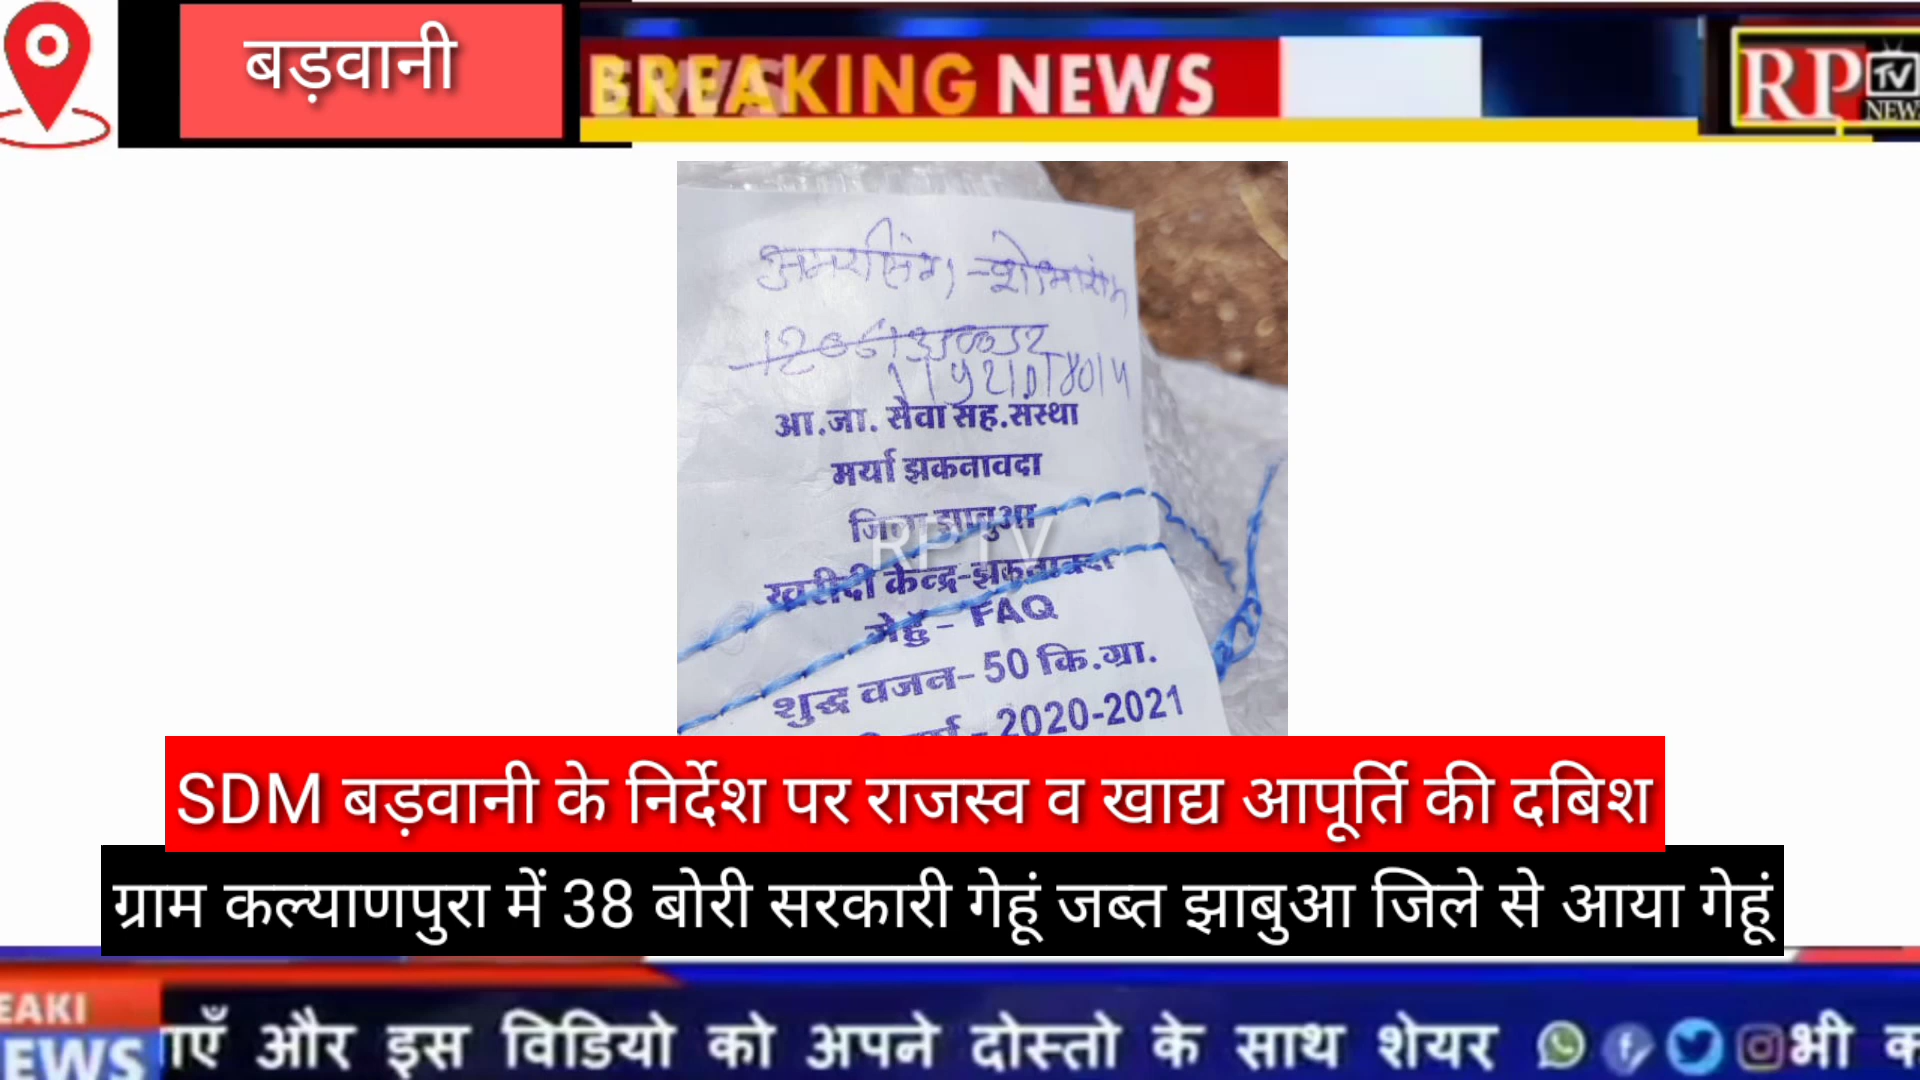 बड़वानी
BREAKING NEWS
RP TV NEWS
आ.जा. सेवा सह.संस्था
मर्या झकनावदा
जिला झाबुआ
RPTV
खरीदी केन्द्र-झकनावदा
गेहूँ - FAQ
शुद्ध वजन- 50 कि.ग्रा.
- 2020-2021
SDM बड़वानी के निर्देश पर राजस्व व खाद्य आपूर्ति की दबिश
ग्राम कल्याणपुरा में 38 बोरी सरकारी गेहूं जब्त झाबुआ जिले से आया गेहूं
EAKI
EWS
और इस विडियो को अपने दोस्तो के साथ शेयर भी